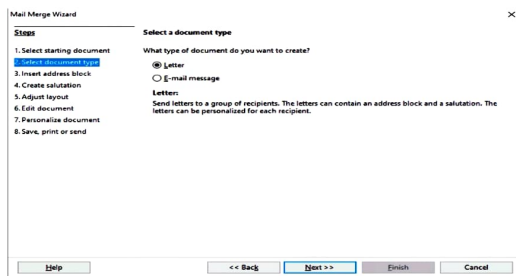 Mail Merge Wizard
Steps
1. Select starting document
2. Select document type
3. Insert address block
4. Create salutation
5. Adjust layout
6. Edit document
7. Personalize document
8. Save, print or send
Select a document type
What type of document do you want to create?
Letter
E-mail message
Letter:
Send letters to a group of recipients. The letters can contain an address block and a salutation. The
letters can be personalized for each recipient.
Help
<< Back
Next >>
Finish
Cancel